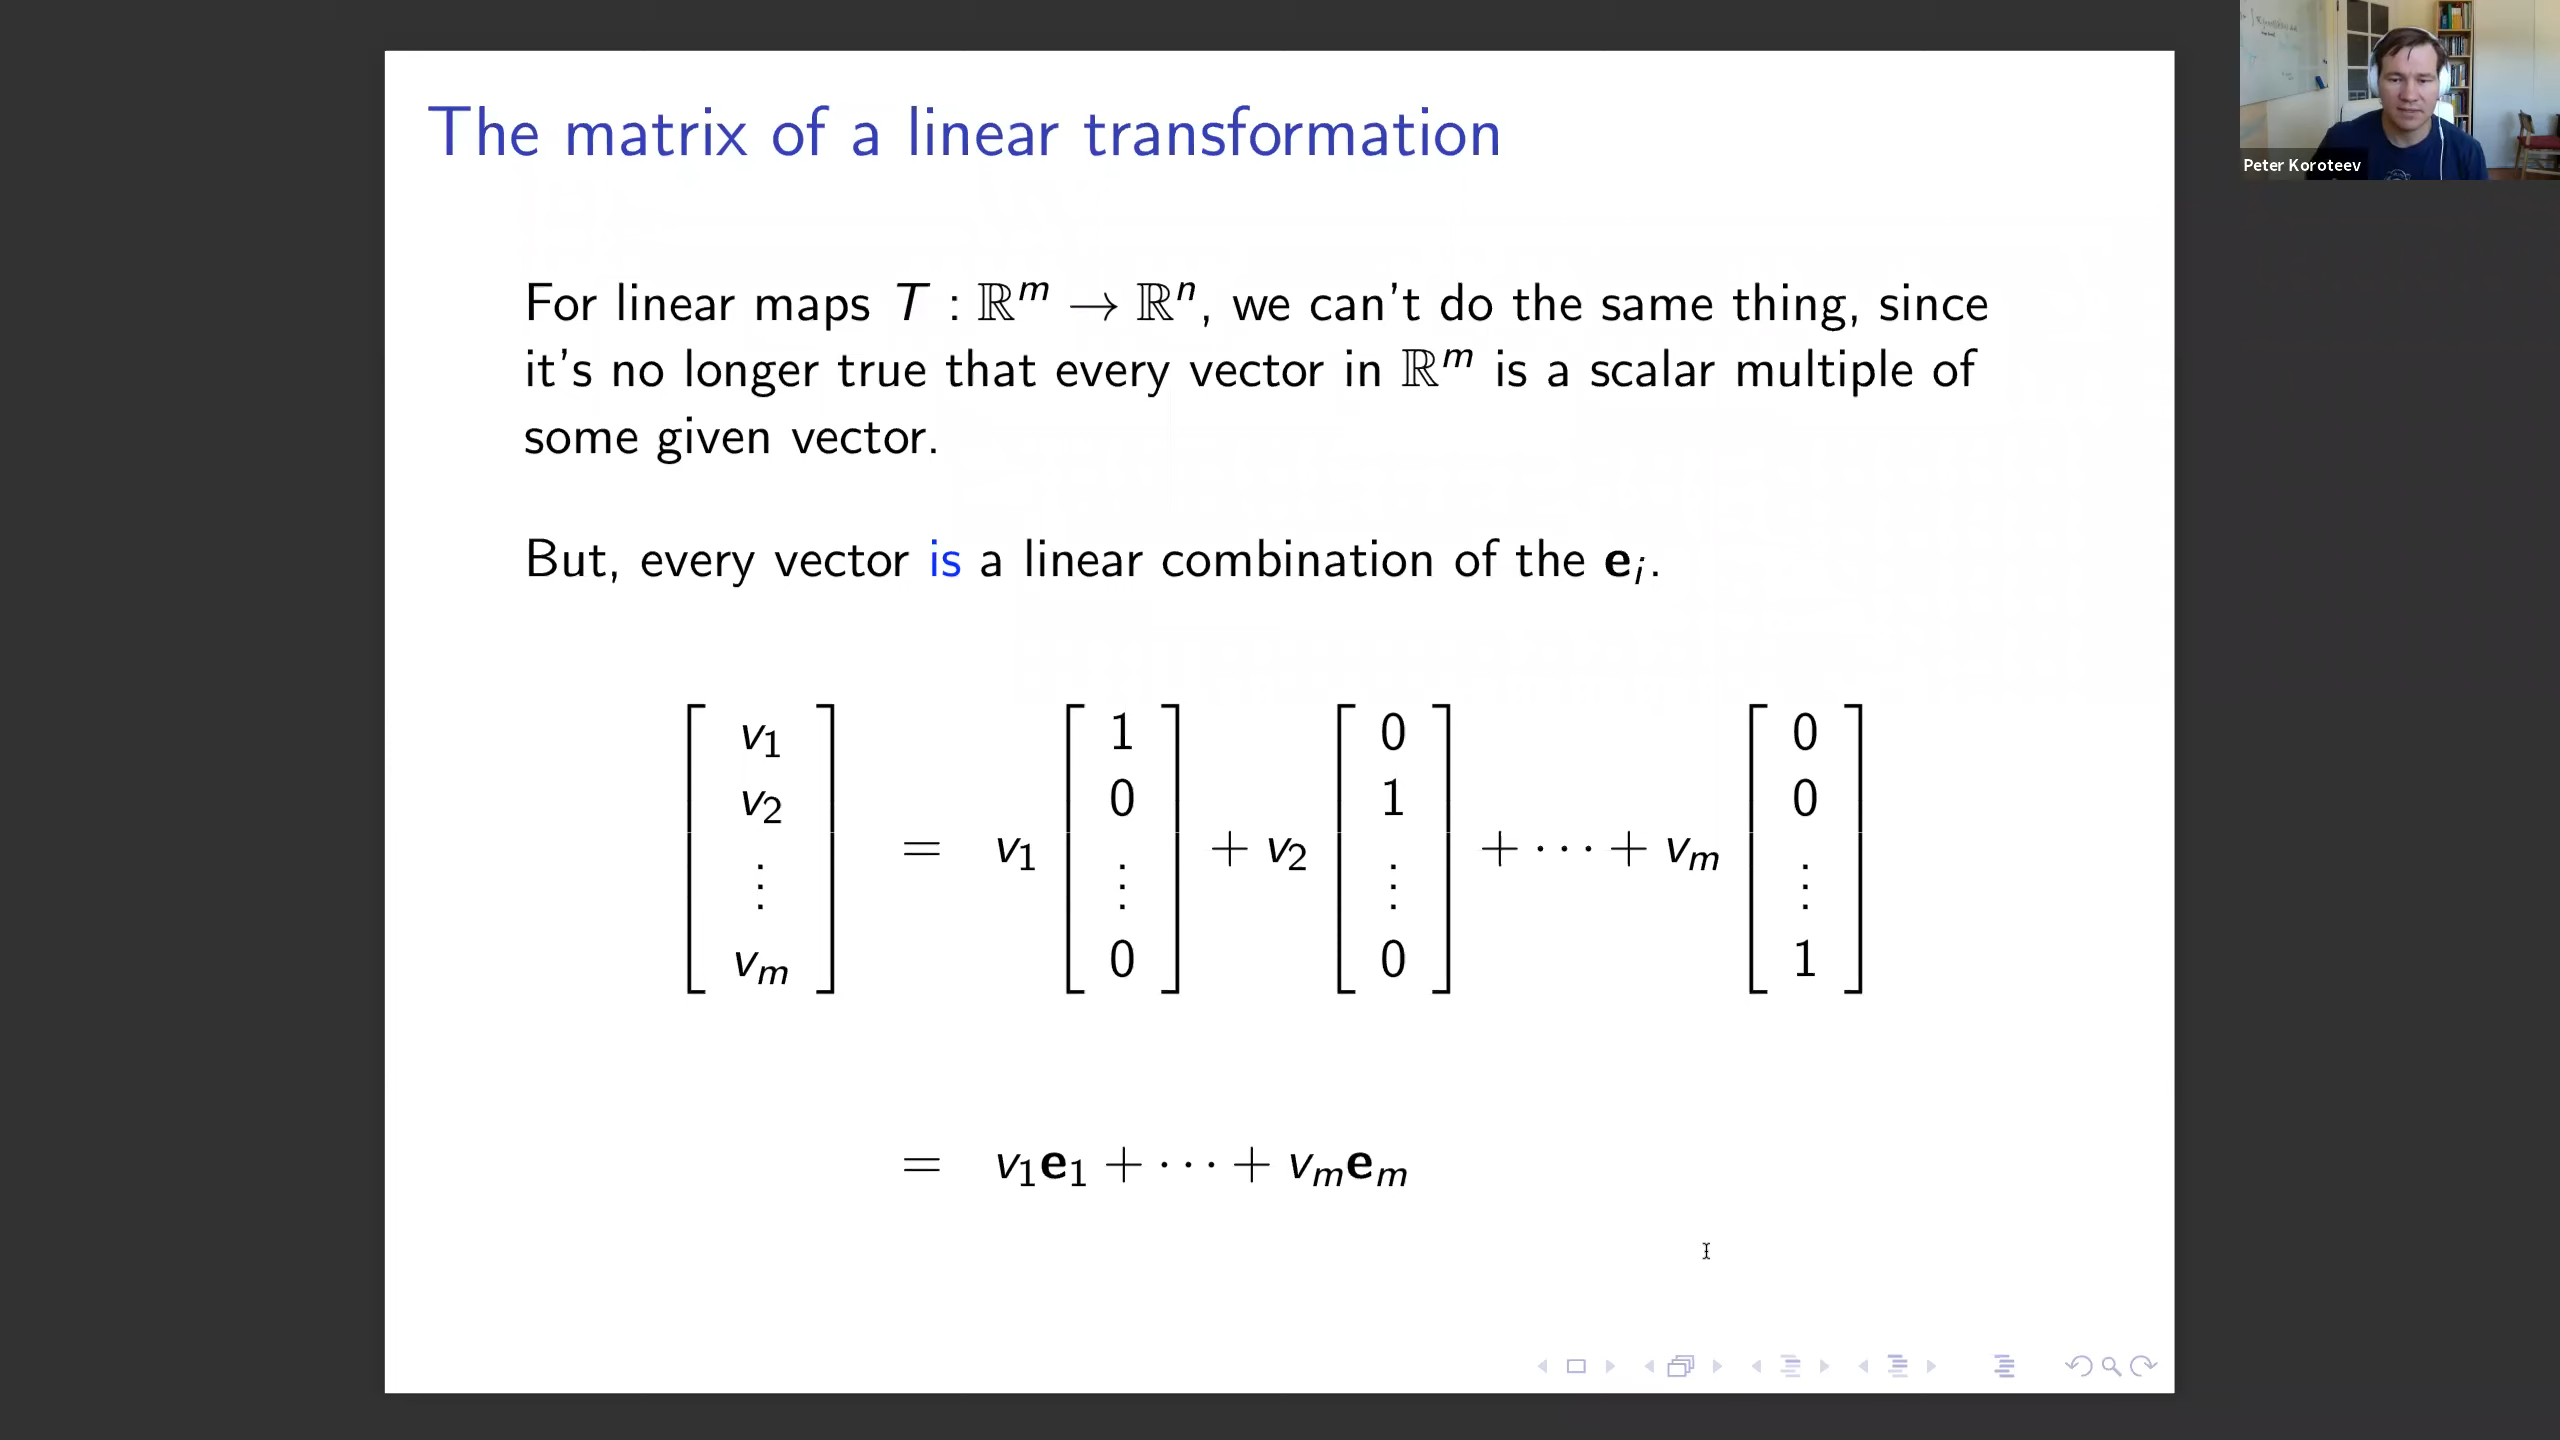 The matrix of a linear transformation
Peter Koroteev
For linear maps T : ℝᵐ → ℝⁿ, we can't do the same thing, since
it's no longer true that every vector in ℝᵐ is a scalar multiple of
some given vector.
But, every vector is a linear combination of the 𝐞ᵢ.
[v₁ v₂ ⋮ vₘ] = v₁ [1 0 ⋮ 0] + v₂ [0 1 ⋮ 0] + ··· + vₘ [0 0 ⋮ 1]
= v₁𝐞₁ + ··· + vₘ𝐞ₘ